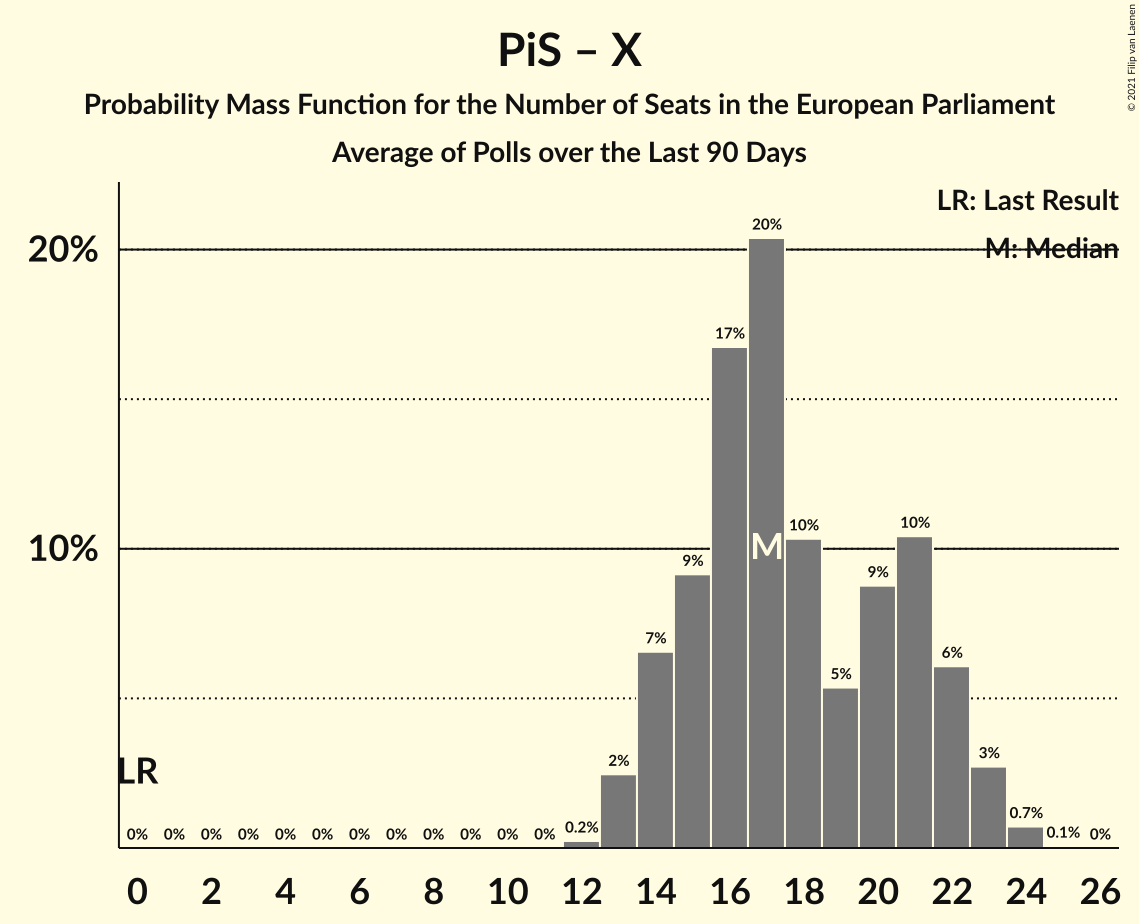 PiS – X
Probability Mass Function for the Number of Seats in the European Parliament
Average of Polls over the Last 90 Days
© 2021 Filip van Laenen
LR: Last Result
M: Median
20%
10%
20%
17%
10%
10%
9%
9%
7%
6%
5%
3%
2%
0.7%
0.2%
0.1%
M
LR
0% 0% 0% 0% 0% 0% 0% 0% 0% 0% 0% 0% 0%
0 2 4 6 8 10 12 14 16 18 20 22 24 26